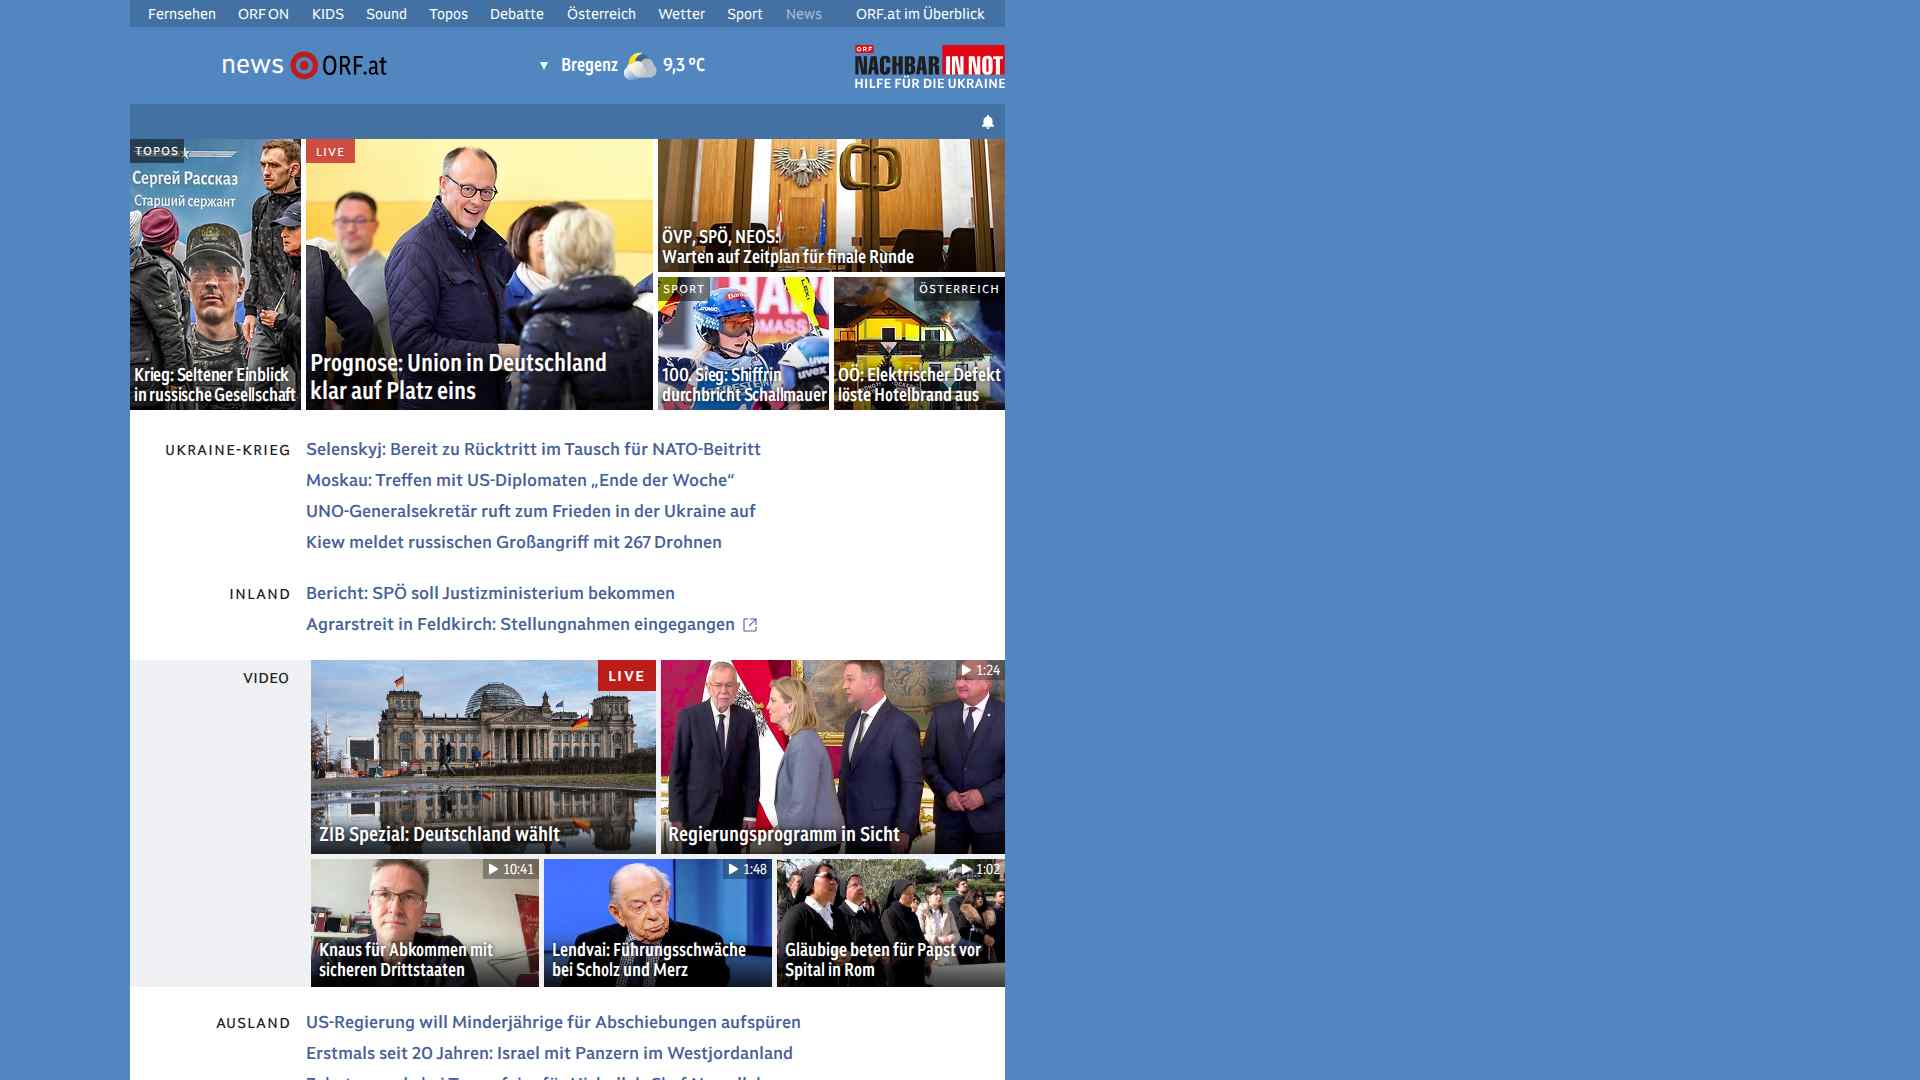 Fernsehen ORF ON KIDS Sound Topos Debatte Österreich Wetter Sport News ORF.at im Überblick
news ORF.at
Bregenz 9,3 °C
ORF
NACHBAR IN NOT
HILFE FÜR DIE UKRAINE
TOPOS
Сергей Рассказ
Старший сержант
Krieg: Seltener Einblick
in russische Gesellschaft
LIVE
Prognose: Union in Deutschland
klar auf Platz eins
ÖVP, SPÖ, NEOS:
Warten auf Zeitplan für finale Runde
SPORT
100. Sieg: Shiffrin
durchbricht Schallmauer
ÖSTERREICH
OÖ: Elektrischer Defekt
löste Hotelbrand aus
UKRAINE-KRIEG
Selenskyj: Bereit zu Rücktritt im Tausch für NATO-Beitritt
Moskau: Treffen mit US-Diplomaten „Ende der Woche“
UNO-Generalsekretär ruft zum Frieden in der Ukraine auf
Kiew meldet russischen Großangriff mit 267 Drohnen
INLAND
Bericht: SPÖ soll Justizministerium bekommen
Agrarstreit in Feldkirch: Stellungnahmen eingegangen
VIDEO
LIVE
ZIB Spezial: Deutschland wählt
1:24
Regierungsprogramm in Sicht
10:41
Knaus für Abkommen mit
sicheren Drittstaaten
1:48
Lendvai: Führungsschwäche
bei Scholz und Merz
1:02
Gläubige beten für Papst vor
Spital in Rom
AUSLAND
US-Regierung will Minderjährige für Abschiebungen aufspüren
Erstmals seit 20 Jahren: Israel mit Panzern im Westjordanland